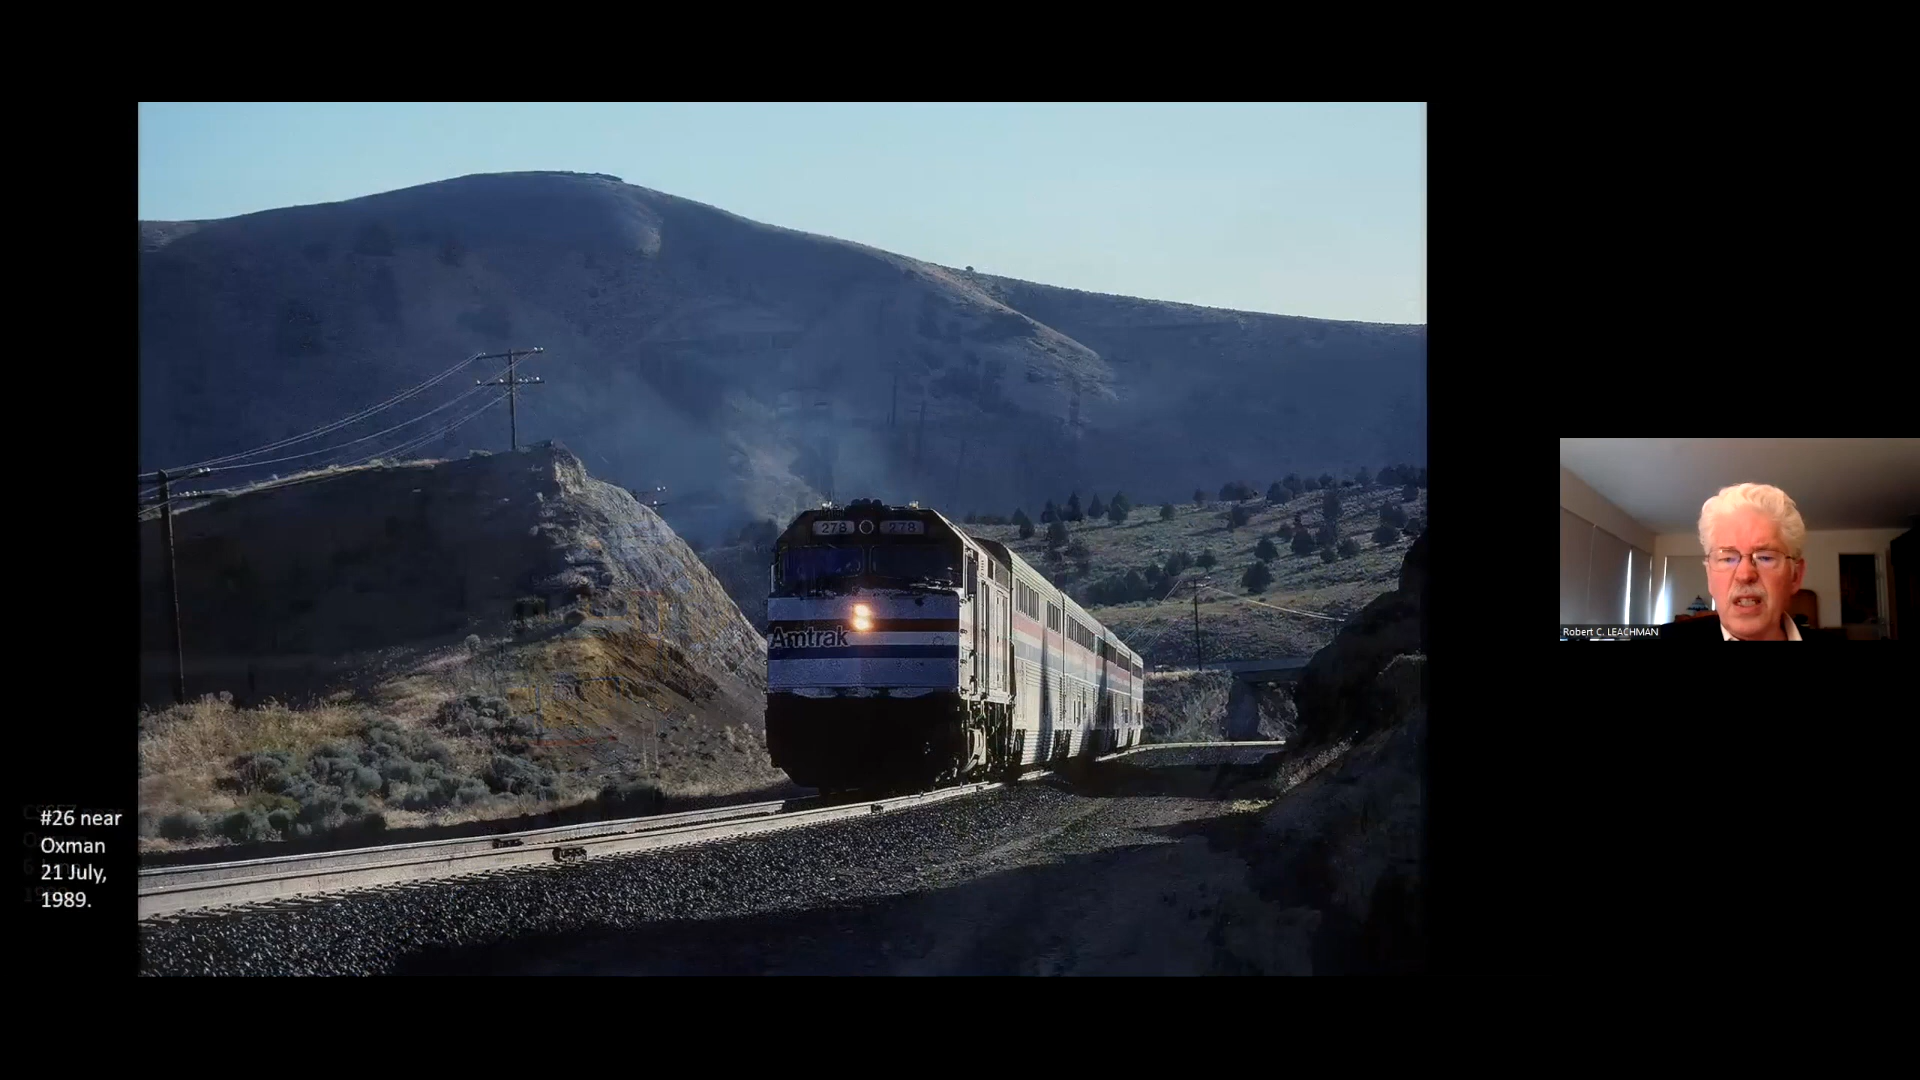 278 278
Amtrak
#26 near
Oxman
21 July,
1989.
Robert C. LEACHMAN